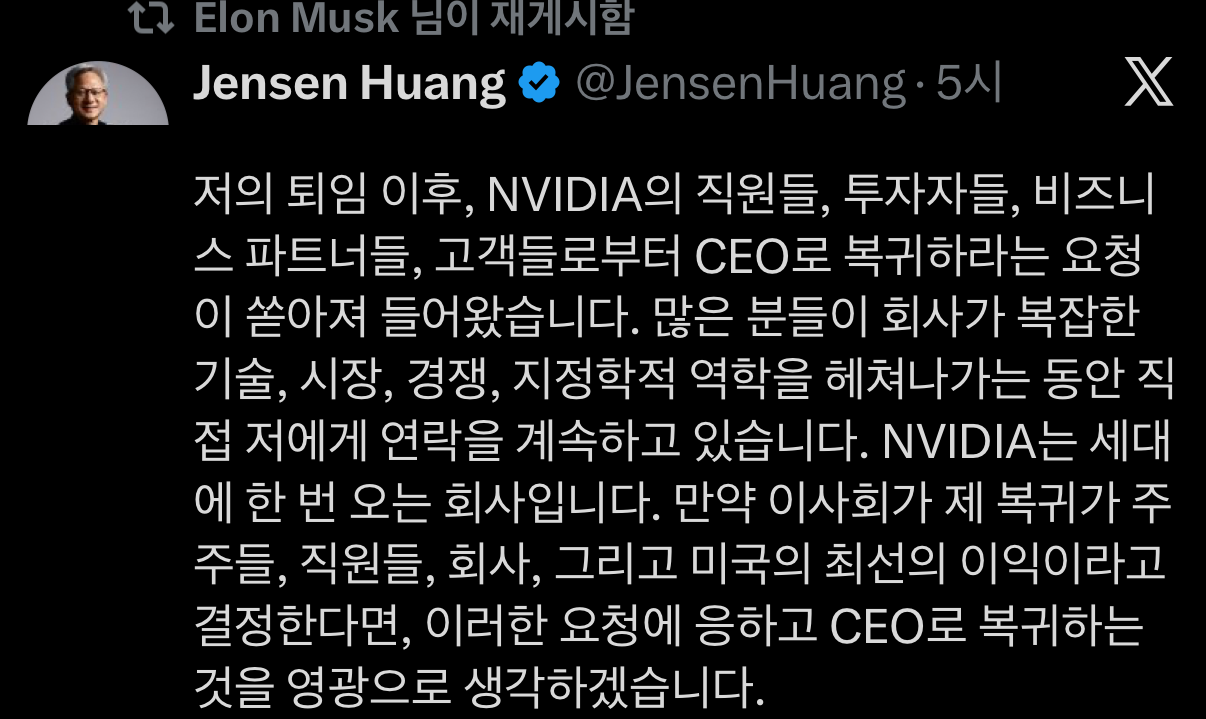 Elon Musk 님이 재게시함
Jensen Huang @JensenHuang · 5시
저의 퇴임 이후, NVIDIA의 직원들, 투자자들, 비즈니
스 파트너들, 고객들로부터 CEO로 복귀하라는 요청
이 쏟아져 들어왔습니다. 많은 분들이 회사가 복잡한
기술, 시장, 경쟁, 지정학적 역학을 헤쳐나가는 동안 직
접 저에게 연락을 계속하고 있습니다. NVIDIA는 세대
에 한 번 오는 회사입니다. 만약 이사회가 제 복귀가 주
주들, 직원들, 회사, 그리고 미국의 최선의 이익이라고
결정한다면, 이러한 요청에 응하고 CEO로 복귀하는
것을 영광으로 생각하겠습니다.